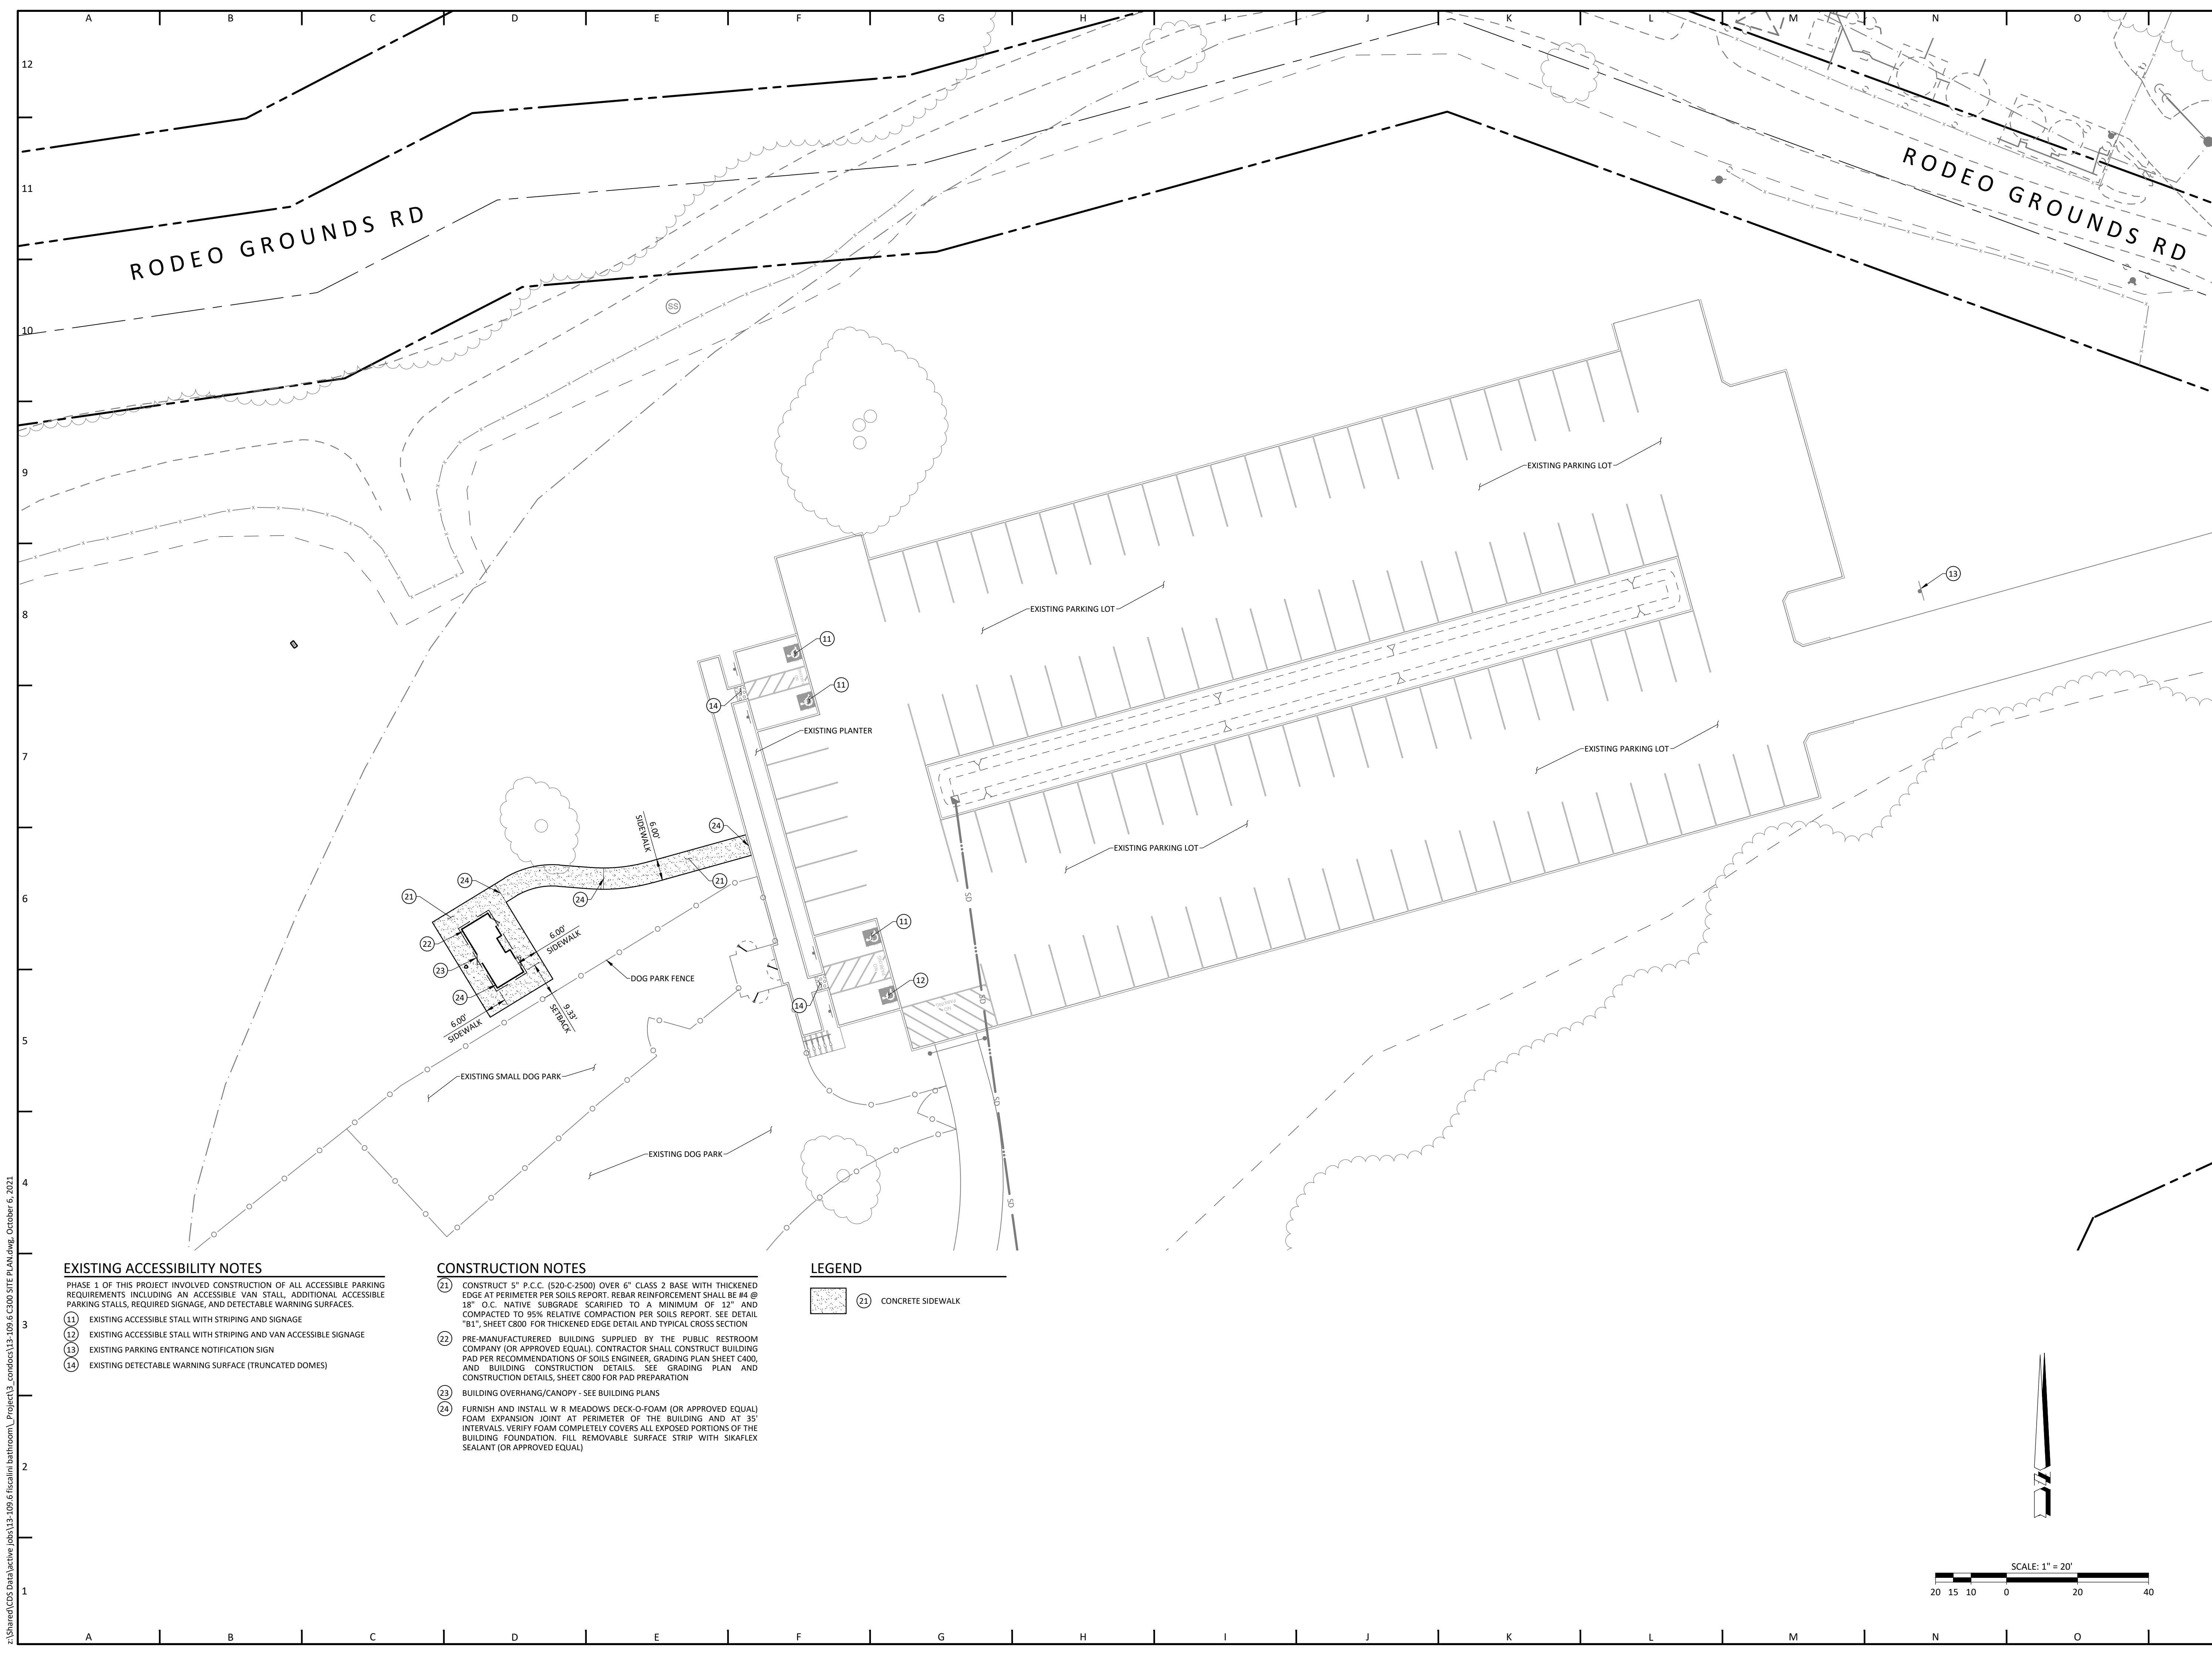 A B C D E F G H I J K L M N O
12
11
10
9
8
7
6
5
4
3
2
1
RODEO GROUNDS RD
RODEO GROUNDS RD
SS
EXISTING PARKING LOT
13
EXISTING PARKING LOT
11
11
14
EXISTING PLANTER
EXISTING PARKING LOT
6.00'
SIDEWALK
24
EXISTING PARKING LOT
24
21
21
24
SD
22
6.00'
SIDEWALK
11
23
DOG PARK FENCE
12
24
14
SD
6.00'
SIDEWALK
9.33'
SETBACK
EXISTING SMALL DOG PARK
SD
EXISTING DOG PARK
SD
EXISTING ACCESSIBILITY NOTES
PHASE 1 OF THIS PROJECT INVOLVED CONSTRUCTION OF ALL ACCESSIBLE PARKING
REQUIREMENTS INCLUDING AN ACCESSIBLE VAN STALL, ADDITIONAL ACCESSIBLE
PARKING STALLS, REQUIRED SIGNAGE, AND DETECTABLE WARNING SURFACES.
11 EXISTING ACCESSIBLE STALL WITH STRIPING AND SIGNAGE
12 EXISTING ACCESSIBLE STALL WITH STRIPING AND VAN ACCESSIBLE SIGNAGE
13 EXISTING PARKING ENTRANCE NOTIFICATION SIGN
14 EXISTING DETECTABLE WARNING SURFACE (TRUNCATED DOMES)
CONSTRUCTION NOTES
21 CONSTRUCT 5" P.C.C. (520-C-2500) OVER 6" CLASS 2 BASE WITH THICKENED
EDGE AT PERIMETER PER SOILS REPORT. REBAR REINFORCEMENT SHALL BE #4 @
18" O.C. NATIVE SUBGRADE SCARIFIED TO A MINIMUM OF 12" AND
COMPACTED TO 95% RELATIVE COMPACTION PER SOILS REPORT. SEE DETAIL
"B1", SHEET C800 FOR THICKENED EDGE DETAIL AND TYPICAL CROSS SECTION
22 PRE-MANUFACTURERED BUILDING SUPPLIED BY THE PUBLIC RESTROOM
COMPANY (OR APPROVED EQUAL). CONTRACTOR SHALL CONSTRUCT BUILDING
PAD PER RECOMMENDATIONS OF SOILS ENGINEER, GRADING PLAN SHEET C400,
AND BUILDING CONSTRUCTION DETAILS. SEE GRADING PLAN AND
CONSTRUCTION DETAILS, SHEET C800 FOR PAD PREPARATION
23 BUILDING OVERHANG/CANOPY - SEE BUILDING PLANS
24 FURNISH AND INSTALL W R MEADOWS DECK-O-FOAM (OR APPROVED EQUAL)
FOAM EXPANSION JOINT AT PERIMETER OF THE BUILDING AND AT 35'
INTERVALS. VERIFY FOAM COMPLETELY COVERS ALL EXPOSED PORTIONS OF THE
BUILDING FOUNDATION. FILL REMOVABLE SURFACE STRIP WITH SIKAFLEX
SEALANT (OR APPROVED EQUAL)
LEGEND
21 CONCRETE SIDEWALK
N
SCALE: 1" = 20'
20 15 10 0 20 40
z:\Shared\CDS Data\active jobs\13-109.6 fiscalini bathroom\_Project\3_condocs\13-109.6 C300 SITE PLAN.dwg, October 6, 2021
A B C D E F G H I J K L M N O